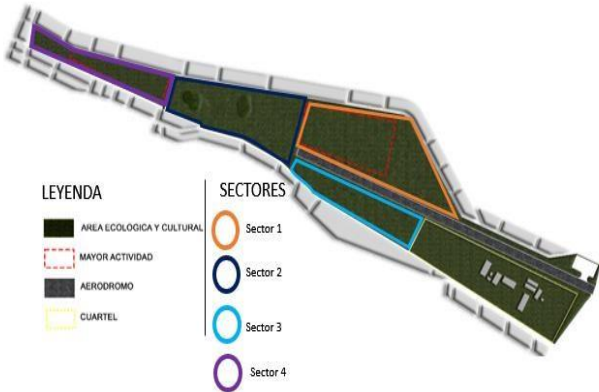 LEYENDA
AREA ECOLOGICA Y CULTURAL
MAYOR ACTIVIDAD
AERODROMO
CUARTEL
SECTORES
Sector 1
Sector 2
Sector 3
Sector 4